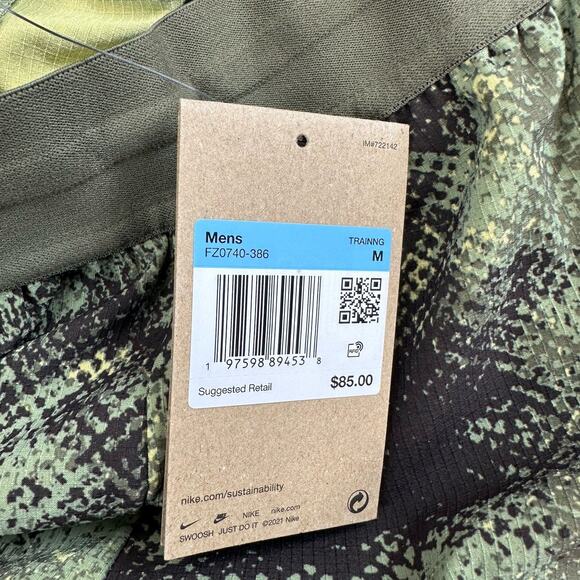 IM#722142
Mens TRAINNG
FZ0740-386 M
1 97598 89453 8
RFID
Suggested Retail $85.00
nike.com/sustainability
NIKE nike.com
SWOOSH JUST DO IT ©2021 Nike